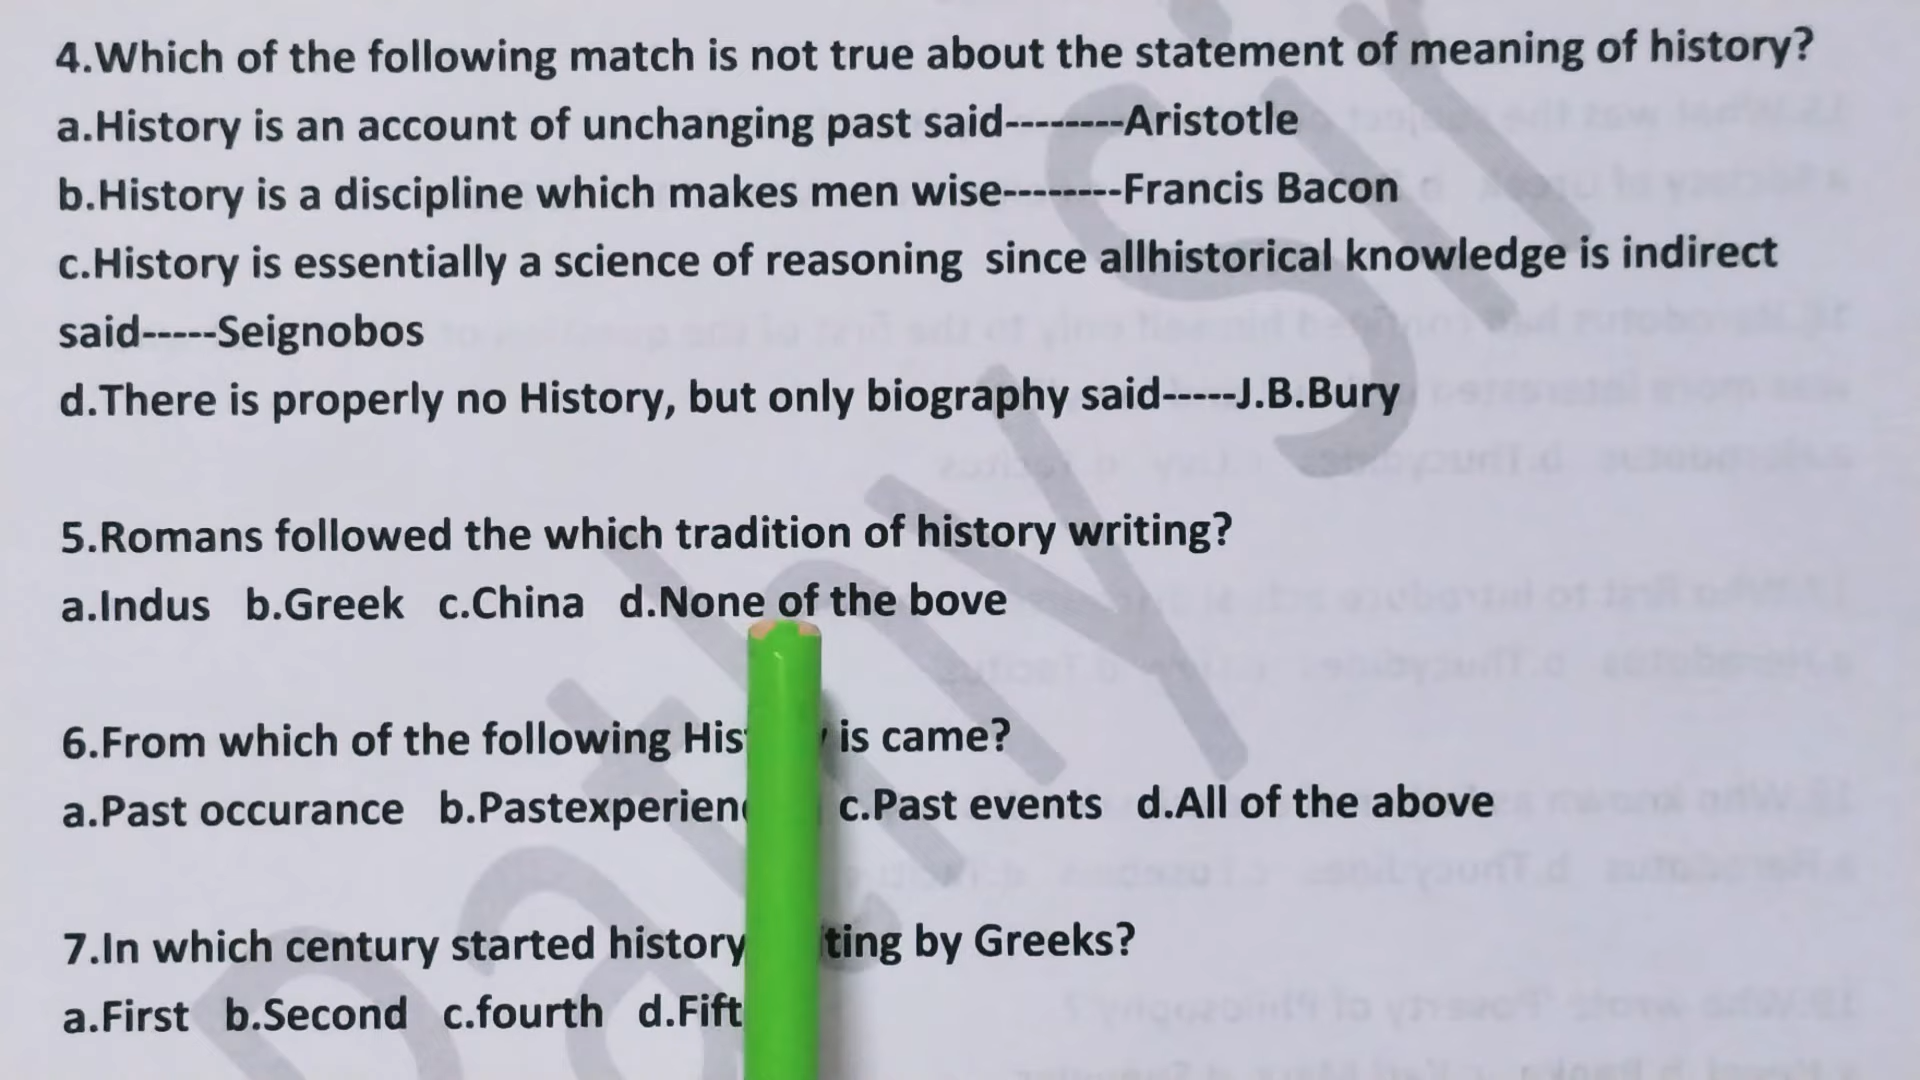 4.Which of the following match is not true about the statement of meaning of history?
a.History is an account of unchanging past said--------Aristotle
b.History is a discipline which makes men wise--------Francis Bacon
c.History is essentially a science of reasoning since allhistorical knowledge is indirect
said-----Seignobos
d.There is properly no History, but only biography said-----J.B.Bury
5.Romans followed the which tradition of history writing?
a.Indus b.Greek c.China d.None of the bove
6.From which of the following is came?
a.Past occurance c.Past events d.All of the above
7.In which century started history by Greeks?
a.First b.Second c.fourth
Pathy Sir